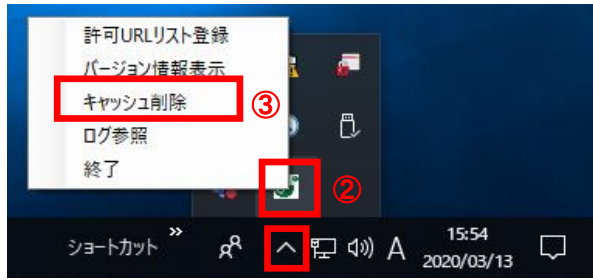 許可URLリスト登録
バージョン情報表示
キャッシュ削除
③
ログ参照
終了
②
ショートカット
A
15:54
2020/03/13